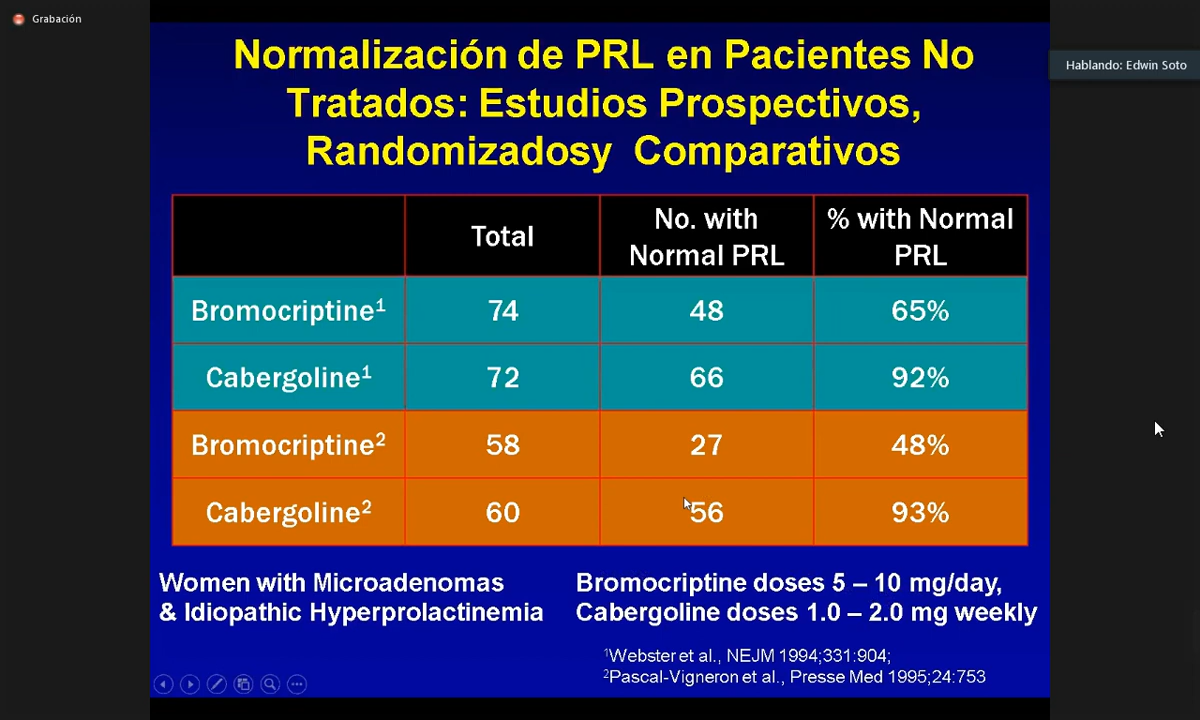 Grabación
Hablando: Edwin Soto
Normalización de PRL en Pacientes No
Tratados: Estudios Prospectivos,
Randomizadosy Comparativos
Total
No. with
Normal PRL
% with Normal
PRL
Bromocriptine¹ 74 48 65%
Cabergoline¹ 72 66 92%
Bromocriptine² 58 27 48%
Cabergoline² 60 56 93%
Women with Microadenomas
& Idiopathic Hyperprolactinemia
Bromocriptine doses 5 – 10 mg/day,
Cabergoline doses 1.0 – 2.0 mg weekly
¹Webster et al., NEJM 1994;331:904;
²Pascal-Vigneron et al., Presse Med 1995;24:753